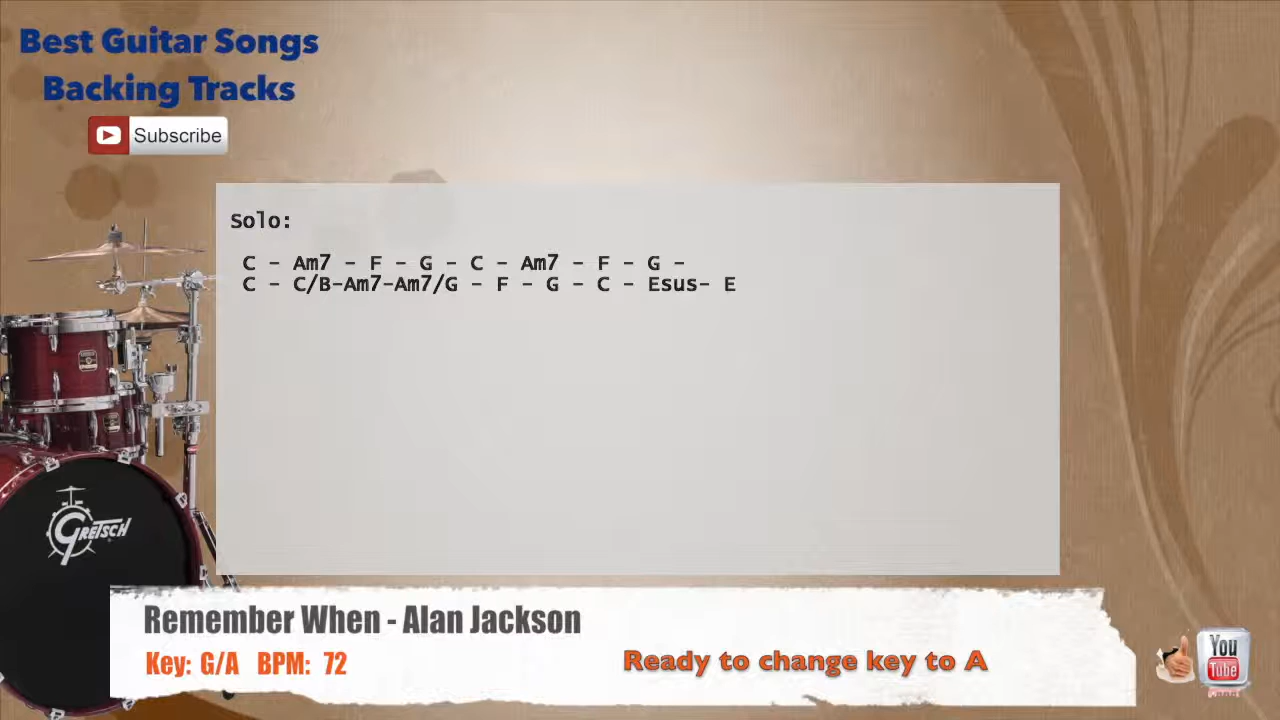 Best Guitar Songs
Backing Tracks
Subscribe
Solo:
C - Am7 - F - G - C - Am7 - F - G -
C - C/B-Am7-Am7/G - F - G - C - Esus- E
GRETSCH
Remember When - Alan Jackson
Key: G/A BPM: 72
Ready to change key to A
You
Tube